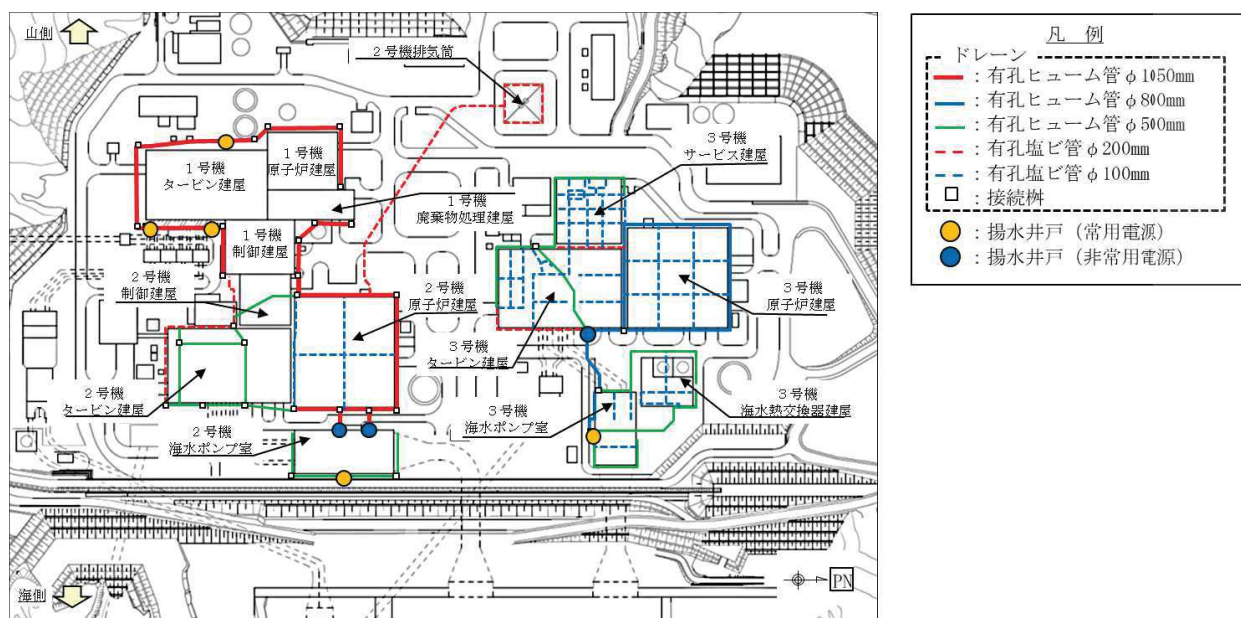 山側
2号機排気筒
3号機
サービス建屋
1号機
原子炉建屋
1号機
タービン建屋
1号機
廃棄物処理建屋
1号機
制御建屋
2号機
制御建屋
2号機
原子炉建屋
3号機
原子炉建屋
3号機
タービン建屋
2号機
タービン建屋
3号機
海水熱交換器建屋
3号機
海水ポンプ室
2号機
海水ポンプ室
海側
PN
凡 例
ドレーン
：有孔ヒューム管φ1050mm
：有孔ヒューム管φ800mm
：有孔ヒューム管φ500mm
：有孔塩ビ管φ200mm
：有孔塩ビ管φ100mm
：接続桝
：揚水井戸（常用電源）
：揚水井戸（非常用電源）